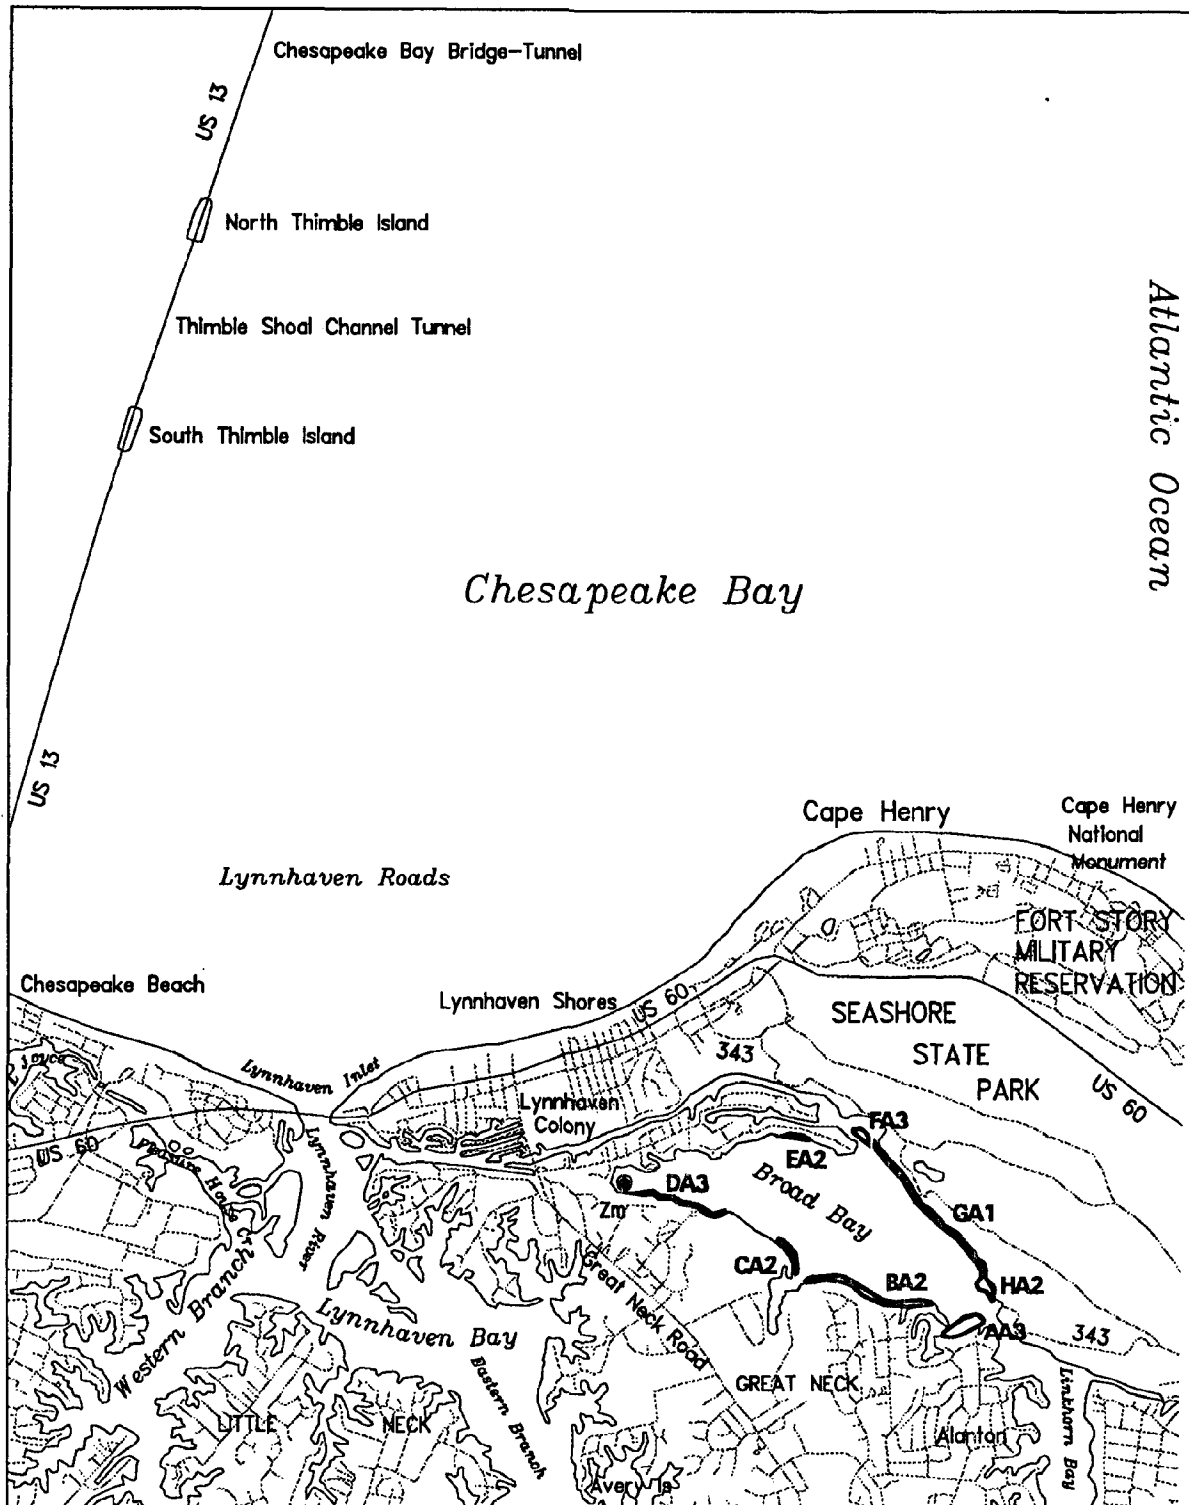 Chesapeake Bay Bridge-Tunnel
US 13
North Thimble Island
Thimble Shoal Channel Tunnel
South Thimble Island
Atlantic Ocean
Chesapeake Bay
US 13
Cape Henry
Cape Henry
National
Monument
Lynnhaven Roads
FORT STORY
MILITARY
RESERVATION
Chesapeake Beach
Lynnhaven Shores
US 60
SEASHORE
STATE
PARK
343
US 60
L Joyce
Lynnhaven Inlet
Lynnhaven
Colony
FA3
US 60
Pleasure House Cr
Lynnhaven River
EA2
Broad Bay
DA3
Zm
GA1
CA2
BA2
HA2
AA3
343
Great Neck Road
Western Branch
Lynnhaven Bay
Eastern Branch
GREAT NECK
Linkhorn Bay
LITTLE
NECK
Alanton
Avery Is